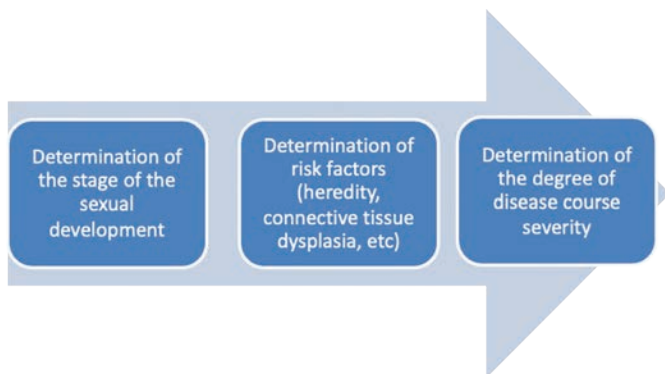 Determination of
the stage of the
sexual
development
Determination of
risk factors
(heredity,
connective tissue
dysplasia, etc)
Determination of
the degree of
disease course
severity